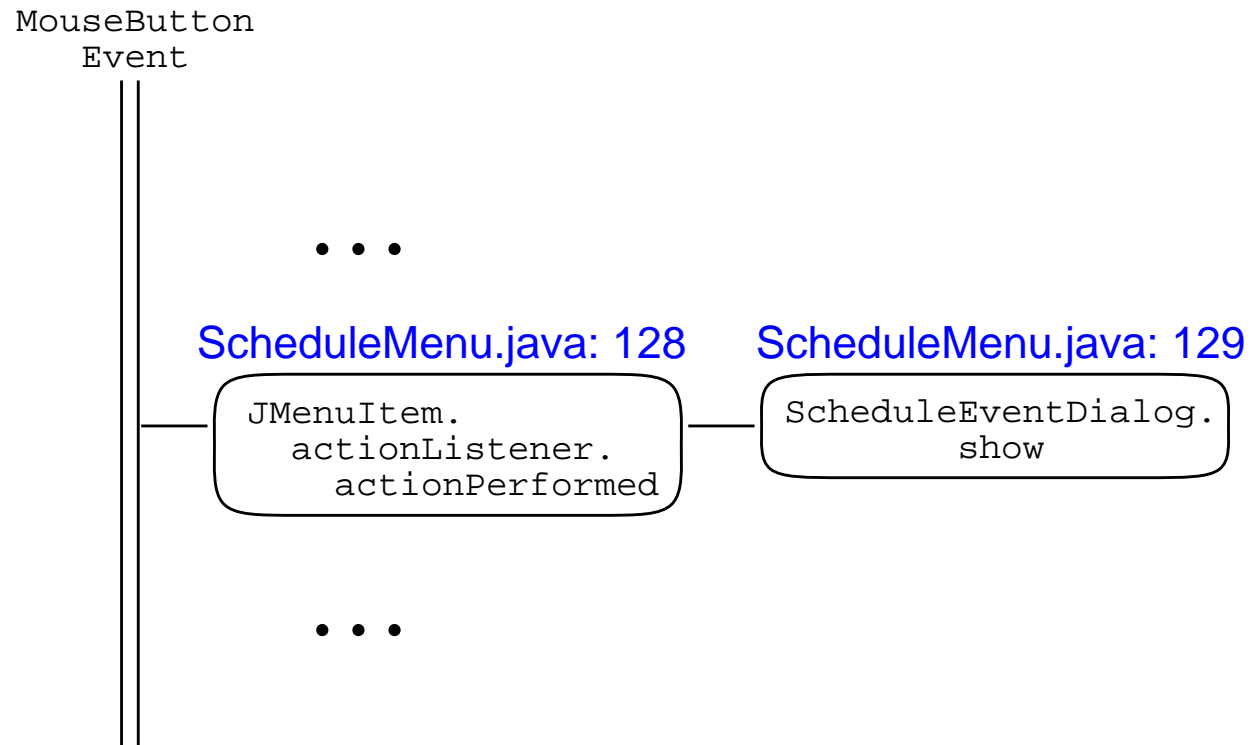 MouseButton
Event
• • •
ScheduleMenu.java: 128
ScheduleMenu.java: 129
JMenuItem.
actionListener.
actionPerformed
ScheduleEventDialog.
show
• • •